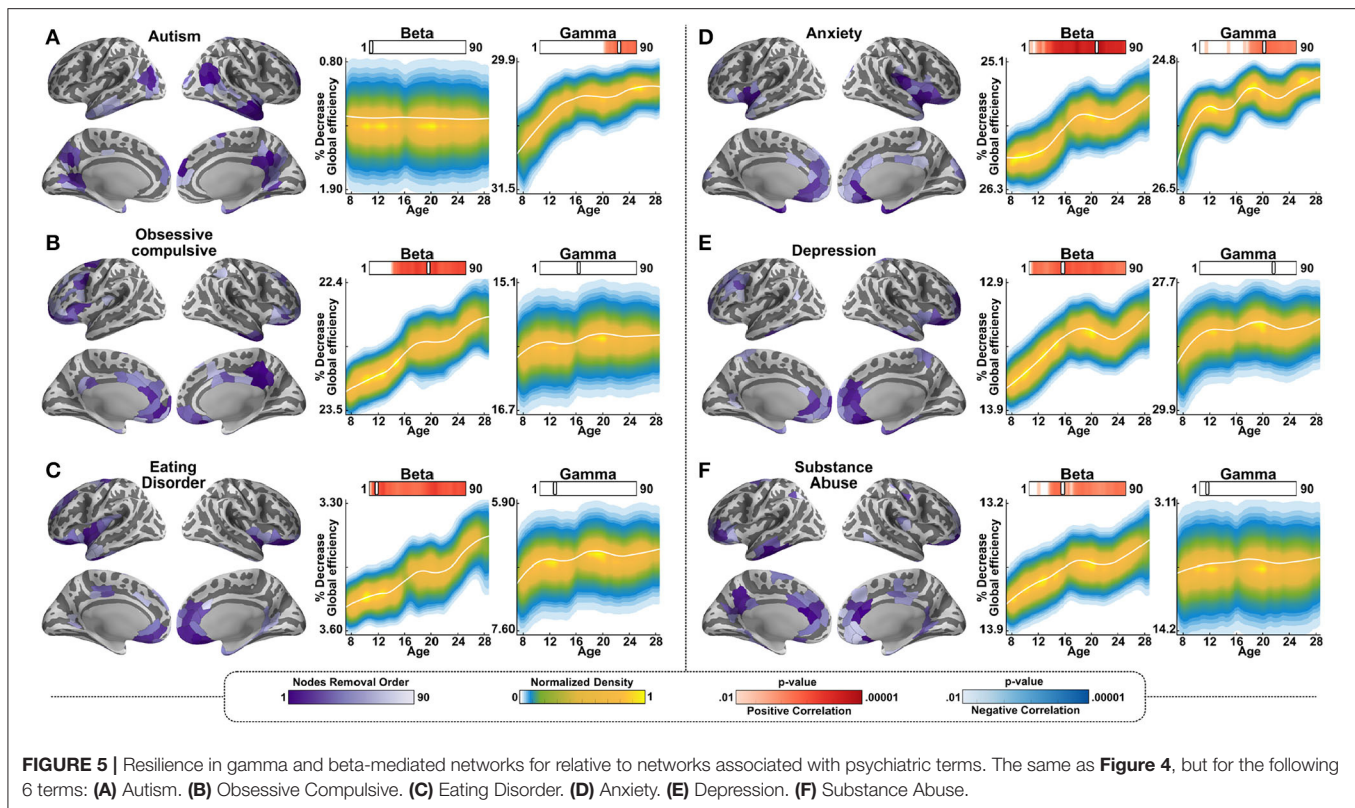 A
Autism
Beta
1
90
Gamma
1
90
% Decrease
Global efficiency
0.80
1.90
8
12
16
20
24
28
Age
29.9
31.5
8
12
16
20
24
28
Age
B
Obsessive
compulsive
Beta
1
90
Gamma
1
90
% Decrease
Global efficiency
22.4
23.5
8
12
16
20
24
28
Age
15.1
16.7
8
12
16
20
24
28
Age
C
Eating
Disorder
Beta
1
90
Gamma
1
90
% Decrease
Global efficiency
3.30
3.60
8
12
16
20
24
28
Age
5.90
7.60
8
12
16
20
24
28
Age
D
Anxiety
Beta
1
90
Gamma
1
90
% Decrease
Global efficiency
25.1
26.3
8
12
16
20
24
28
Age
24.8
26.5
8
12
16
20
24
28
Age
E
Depression
Beta
1
90
Gamma
1
90
% Decrease
Global efficiency
12.9
13.9
8
12
16
20
24
28
Age
27.7
29.9
8
12
16
20
24
28
Age
F
Substance
Abuse
Beta
1
90
Gamma
1
90
% Decrease
Global efficiency
13.2
13.9
8
12
16
20
24
28
Age
3.11
14.2
8
12
16
20
24
28
Age
Nodes Removal Order
1
90
Normalized Density
0
1
p-value
.01
.00001
Positive Correlation
p-value
.01
.00001
Negative Correlation
FIGURE 5 | Resilience in gamma and beta-mediated networks for relative to networks associated with psychiatric terms. The same as Figure 4, but for the following
6 terms: (A) Autism. (B) Obsessive Compulsive. (C) Eating Disorder. (D) Anxiety. (E) Depression. (F) Substance Abuse.